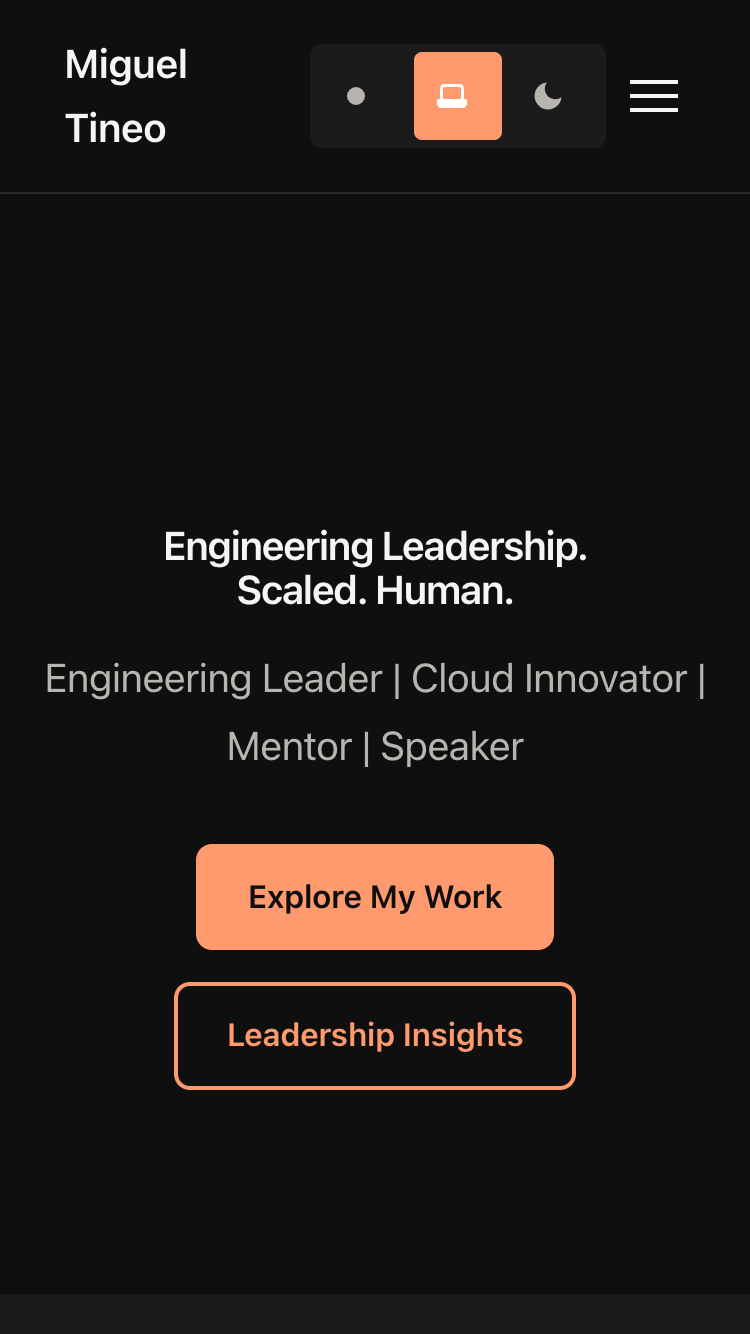 Miguel
Tineo
Engineering Leadership.
Scaled. Human.
Engineering Leader | Cloud Innovator |
Mentor | Speaker
Explore My Work
Leadership Insights